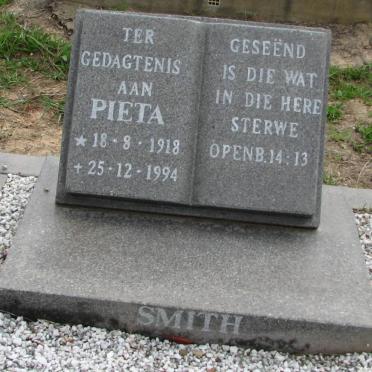 TER
GEDAGTENIS
AAN
PIETA
★ 18 · 8 · 1918
+ 25 · 12 · 1994
GESEËND
IS DIE WAT
IN DIE HERE
STERWE
OPENB. 14 : 13
SMITH